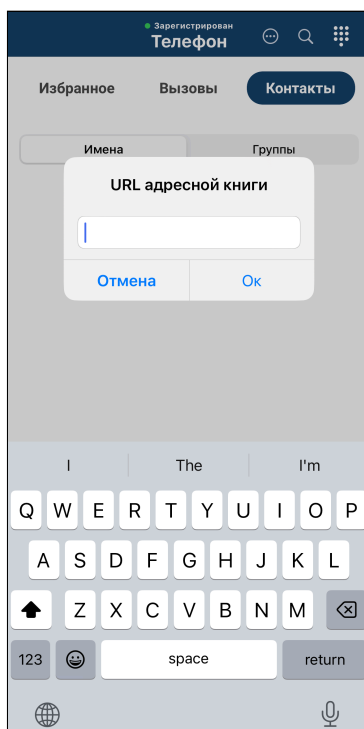 Зарегистрирован
Телефон
Избранное Вызовы Контакты
Имена Группы
URL адресной книги
Отмена Ок
I The I'm
Q W E R T Y U I O P
A S D F G H J K L
Z X C V B N M
123 space return